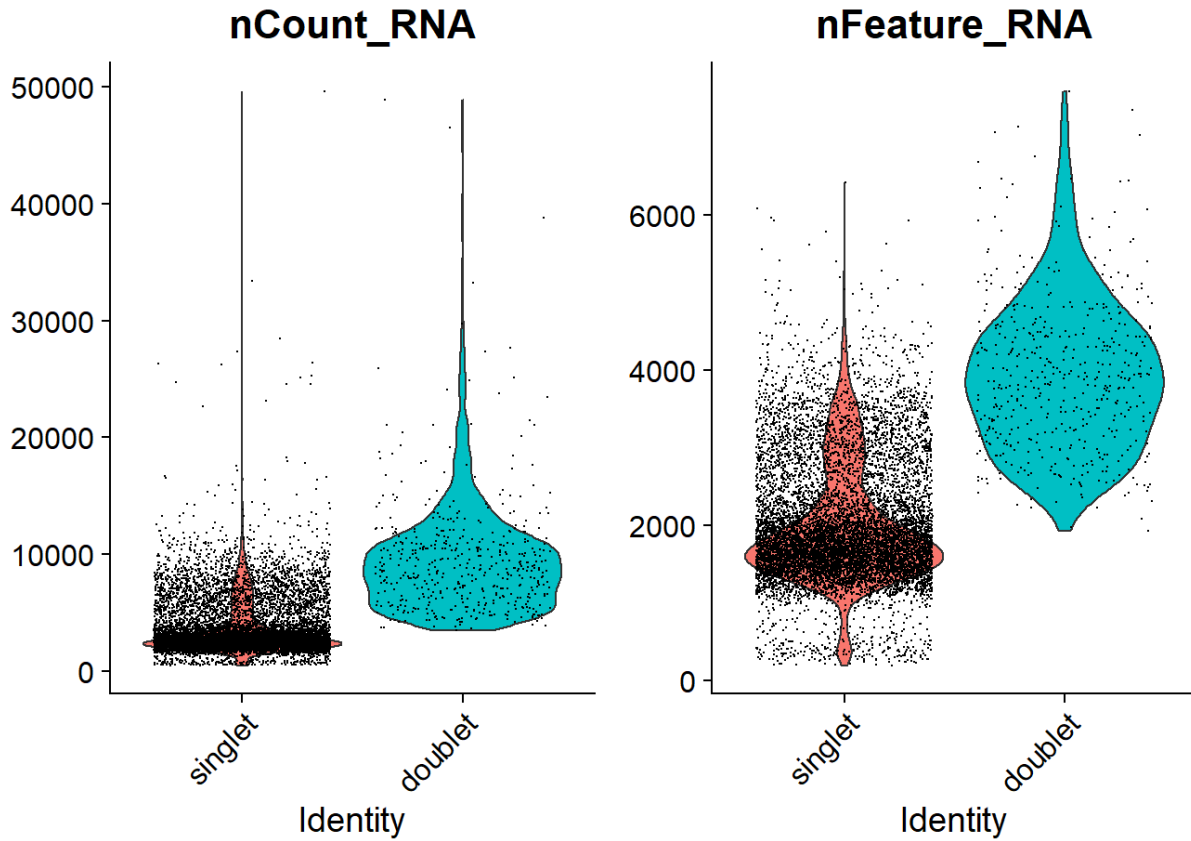 nCount_RNA
50000
40000
30000
20000
10000
0
singlet
doublet
Identity
nFeature_RNA
6000
4000
2000
0
singlet
doublet
Identity